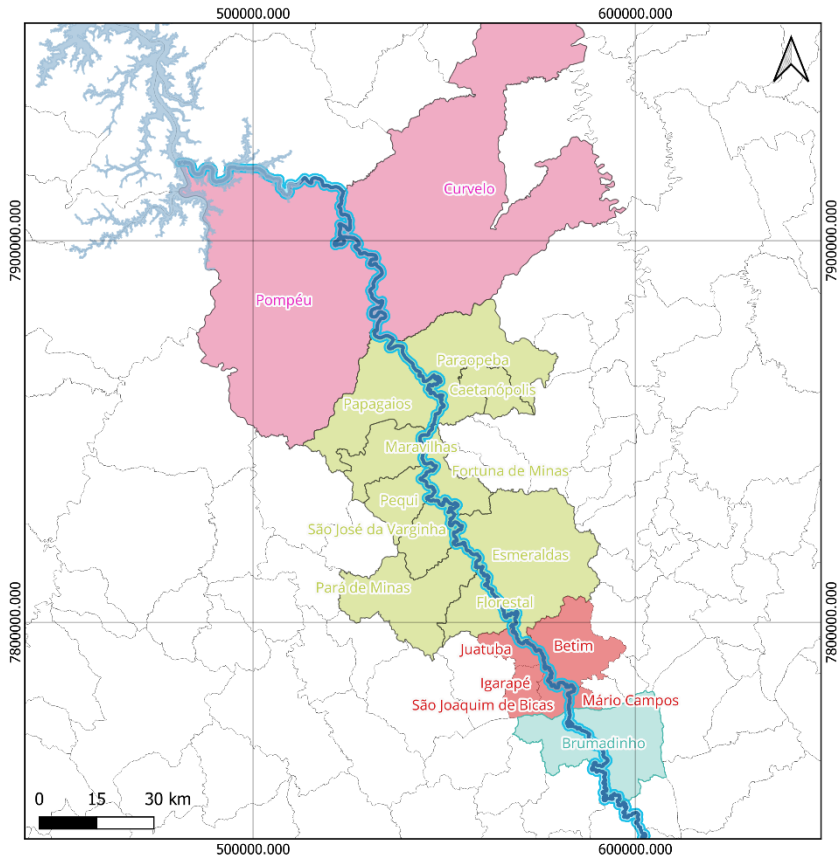 500000.000
600000.000
7900000.000
7900000.000
Curvelo
Pompéu
Paraopeba
Caetanópolis
Papagaios
Maravilhas
Fortuna de Minas
Pequi
São José da Varginha
Esmeraldas
Pará de Minas
Florestal
7800000.000
7800000.000
Juatuba
Betim
Igarapé
São Joaquim de Bicas
Mário Campos
Brumadinho
0 15 30 km
500000.000
600000.000